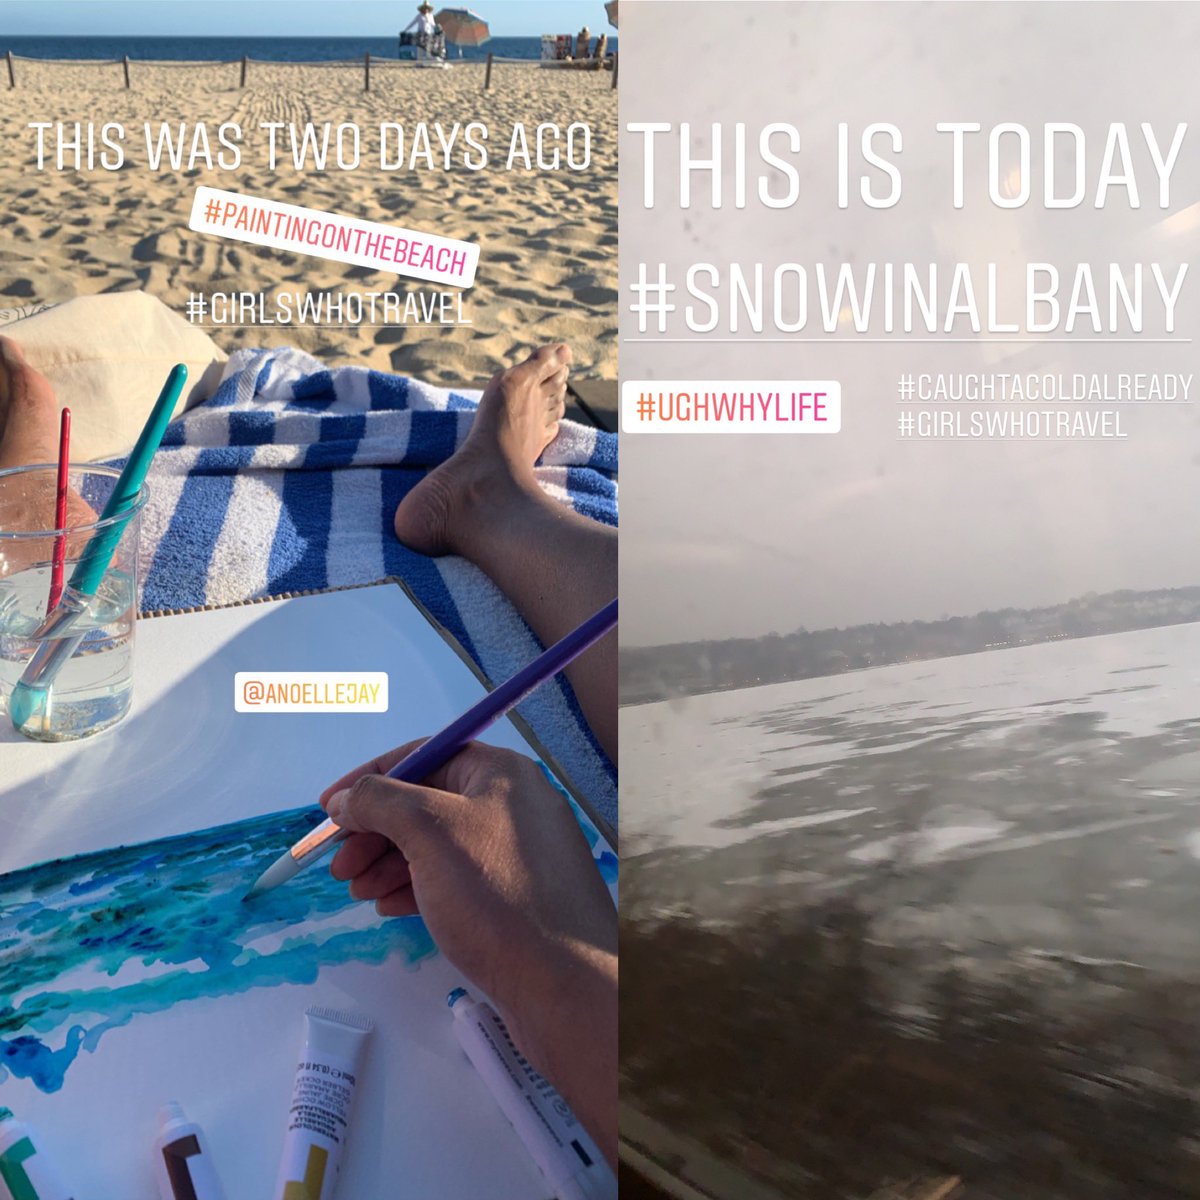 THIS WAS TWO DAYS AGO
#PAINTINGONTHEBEACH
#GIRLSWHOTRAVEL
@ANOELLEJAY
THIS IS TODAY
#SNOWINALBANY
#UGHWHYLIFE
#CAUGHTACOLDALREADY
#GIRLSWHOTRAVEL